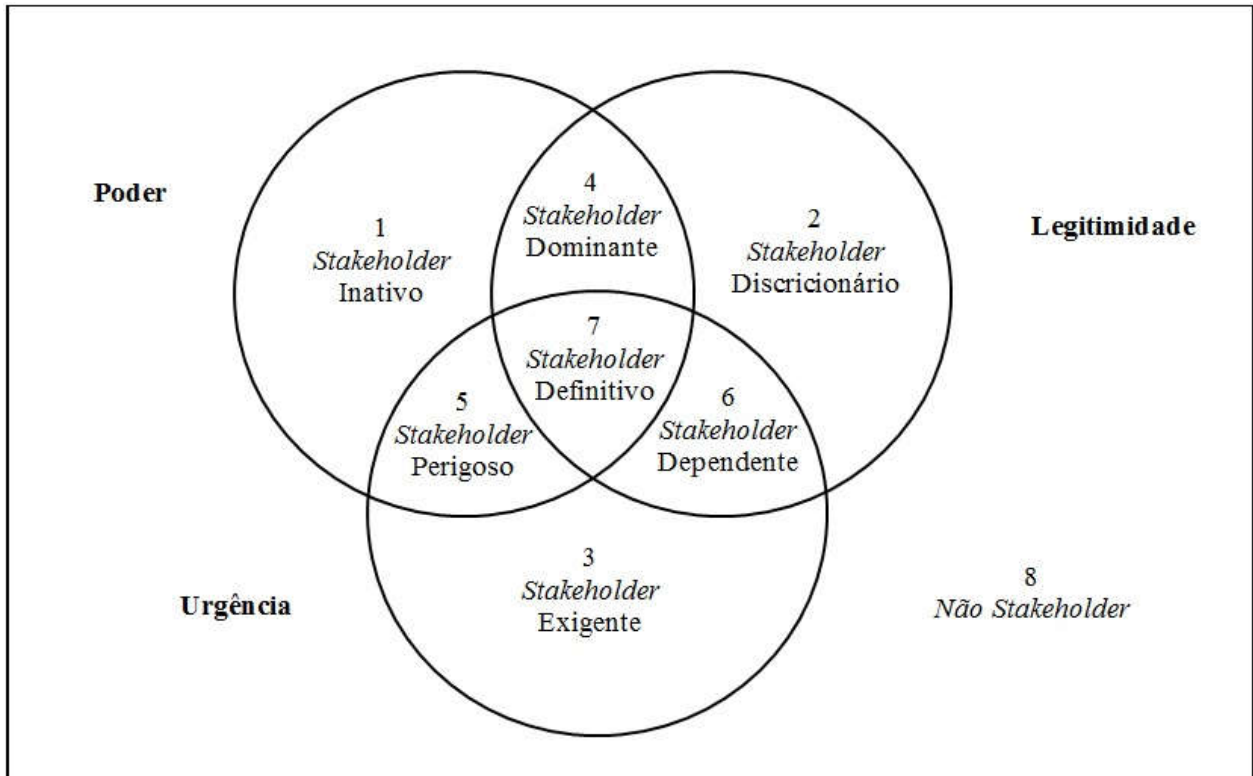 Poder
Legitimidade
Urgência
1
Stakeholder
Inativo
4
Stakeholder
Dominante
2
Stakeholder
Discricionário
7
Stakeholder
Definitivo
5
Stakeholder
Perigoso
6
Stakeholder
Dependente
3
Stakeholder
Exigente
8
Não Stakeholder